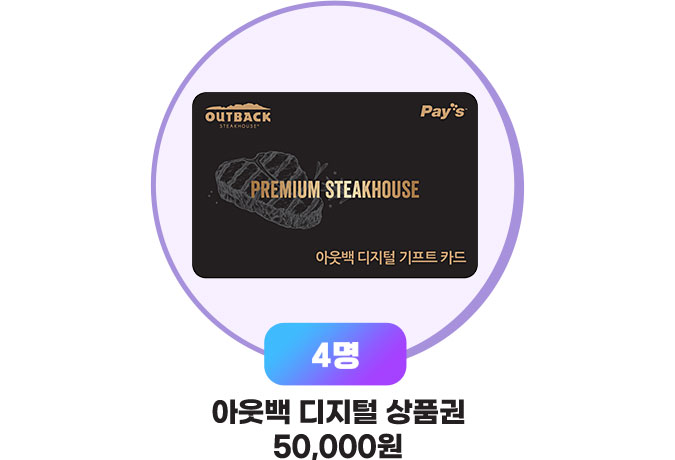 OUTBACK
STEAKHOUSE
Pay's
PREMIUM STEAKHOUSE
아웃백 디지털 기프트 카드
4명
아웃백 디지털 상품권
50,000원